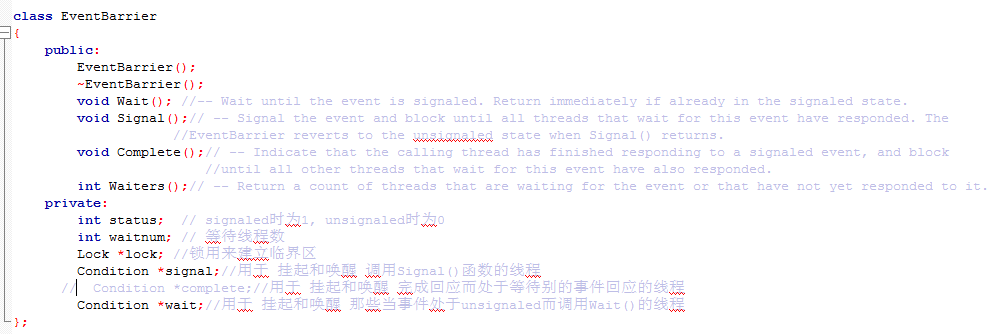 class EventBarrier
{
public:
EventBarrier();
~EventBarrier();
void Wait(); //-- Wait until the event is signaled. Return immediately if already in the signaled state.
void Signal();// -- Signal the event and block until all threads that wait for this event have responded. The
//EventBarrier reverts to the unsignaled state when Signal() returns.
void Complete();// -- Indicate that the calling thread has finished responding to a signaled event, and block
//until all other threads that wait for this event have also responded.
int Waiters();// -- Return a count of threads that are waiting for the event or that have not yet responded to it.
private:
int status;  // signaled时为1, unsignaled时为0
int waitnum; // 等待线程数
Lock *lock; //锁用来建立临界区
Condition *signal;//用于 挂起和唤醒 调用Signal()函数的线程
//  Condition *complete;//用于 挂起和唤醒 完成回应而处于等待别的事件回应的线程
Condition *wait;//用于 挂起和唤醒 那些当事件处于unsignaled而调用Wait()的线程
};